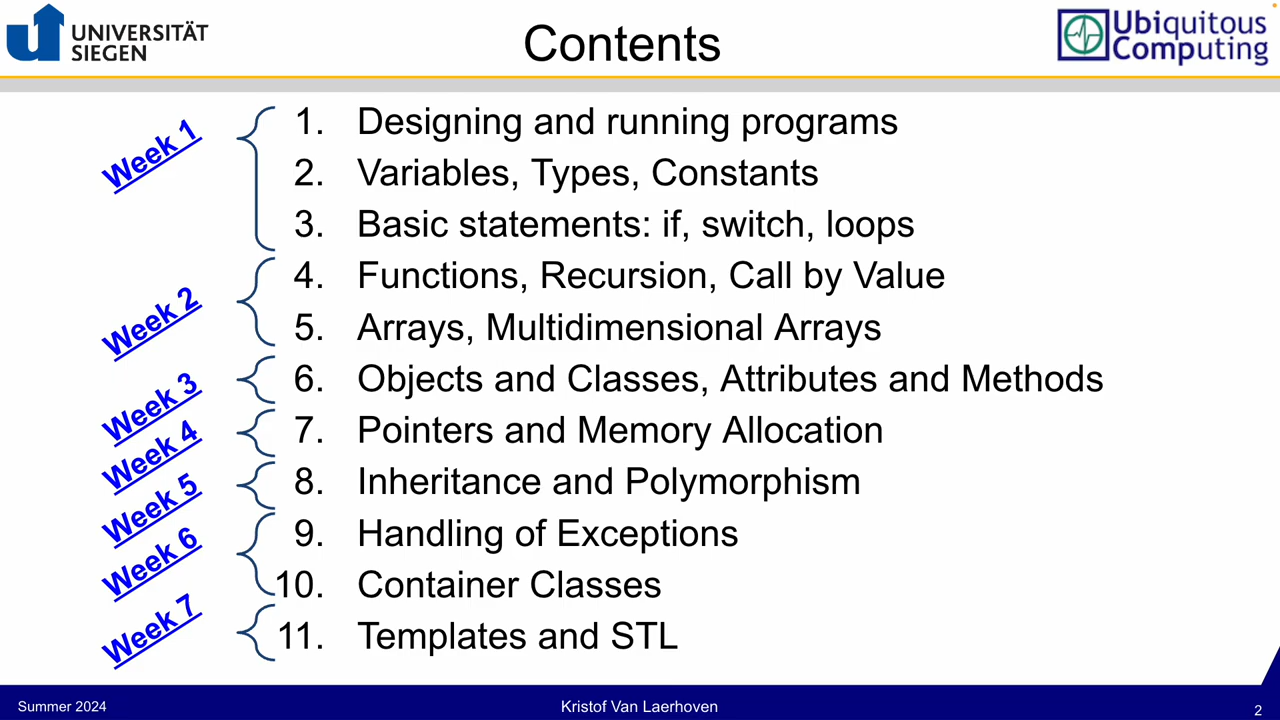 UNIVERSITÄT
SIEGEN
Contents
Ubiquitous
Computing
Week 1
1. Designing and running programs
2. Variables, Types, Constants
3. Basic statements: if, switch, loops
Week 2
4. Functions, Recursion, Call by Value
5. Arrays, Multidimensional Arrays
Week 3
6. Objects and Classes, Attributes and Methods
Week 4
7. Pointers and Memory Allocation
Week 5
8. Inheritance and Polymorphism
Week 6
9. Handling of Exceptions
10. Container Classes
Week 7
11. Templates and STL
Summer 2024
Kristof Van Laerhoven
2